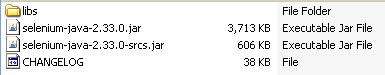 libs File Folder
selenium-java-2.33.0.jar 3,713 KB Executable Jar File
selenium-java-2.33.0-srcs.jar 606 KB Executable Jar File
CHANGELOG 38 KB File